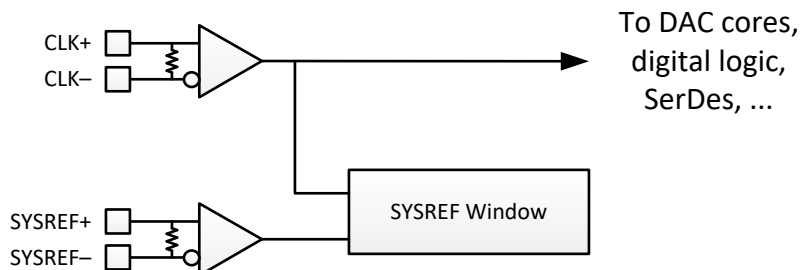 CLK+
CLK–
To DAC cores,
digital logic,
SerDes, ...
SYSREF+
SYSREF–
SYSREF Window